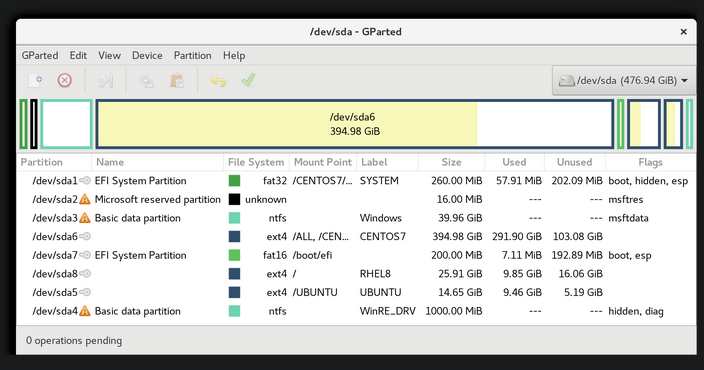 /dev/sda - GParted
GParted Edit View Device Partition Help
/dev/sda (476.94 GiB)
/dev/sda6
394.98 GiB
Partition Name File System Mount Point Label Size Used Unused Flags
/dev/sda1 EFI System Partition fat32 /CENTOS7/... SYSTEM 260.00 MiB 57.91 MiB 202.09 MiB boot, hidden, esp
/dev/sda2 Microsoft reserved partition unknown 16.00 MiB --- --- msftres
/dev/sda3 Basic data partition ntfs Windows 39.96 GiB --- --- msftdata
/dev/sda6 ext4 /ALL, /CEN... CENTOS7 394.98 GiB 291.90 GiB 103.08 GiB
/dev/sda7 EFI System Partition fat16 /boot/efi 200.00 MiB 7.11 MiB 192.89 MiB boot, esp
/dev/sda8 ext4 / RHEL8 25.91 GiB 9.85 GiB 16.06 GiB
/dev/sda5 ext4 /UBUNTU UBUNTU 14.65 GiB 9.46 GiB 5.19 GiB
/dev/sda4 Basic data partition ntfs WinRE_DRV 1000.00 MiB --- --- hidden, diag
0 operations pending